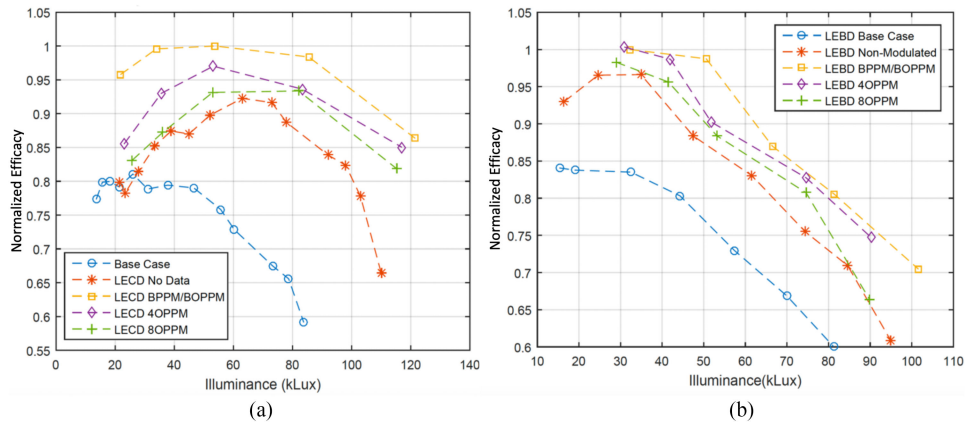 1.05
1
0.95
0.9
0.85
0.8
0.75
0.7
0.65
0.6
0.55
Normalized Efficacy
Base Case
LECD No Data
LECD BPPM/BOPPM
LECD 4OPPM
LECD 8OPPM
0 20 40 60 80 100 120 140
Illuminance (kLux)
(a)
1.05
1
0.95
0.9
0.85
0.8
0.75
0.7
0.65
0.6
Normalized Efficacy
LEBD Base Case
LEBD Non-Modulated
LEBD BPPM/BOPPM
LEBD 4OPPM
LEBD 8OPPM
10 20 30 40 50 60 70 80 90 100 110
Illuminance(kLux)
(b)